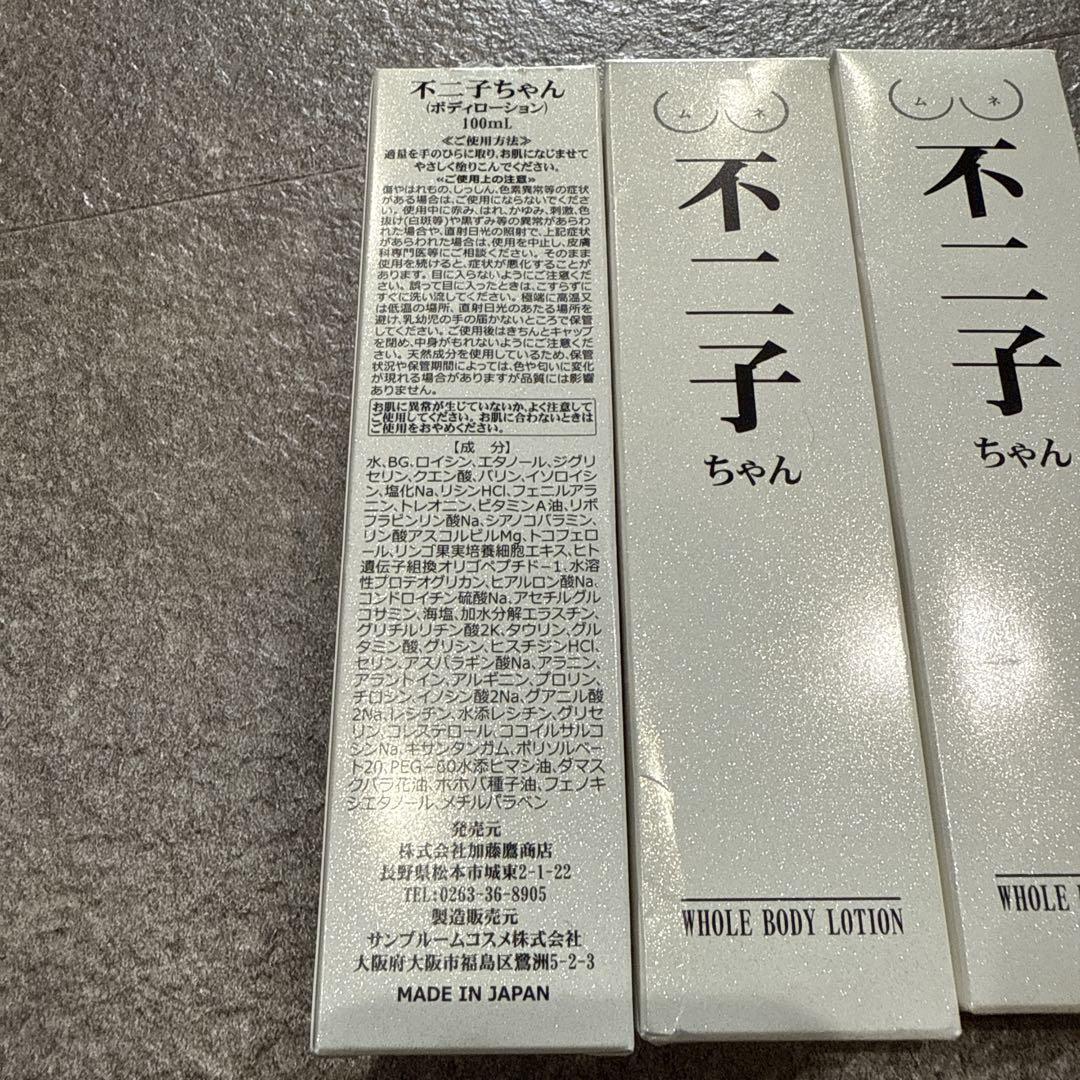 不二子ちゃん
(ボディローション)
100mL
≪ご使用方法≫
適量を手のひらに取り、お肌になじませて
やさしく塗りこんでください。
≪ご使用上の注意≫
傷やはれもの、しっしん、色素異常等の症状
がある場合は、ご使用にならないでくださ
い。使用中に赤み、はれ、かゆみ、刺激、色
抜け(白斑等)や黒ずみ等の異常があらわ
れた場合や、直射日光の照射で、上記症状
があらわれた場合は、使用を中止し、皮膚
科専門医等にご相談ください。そのまま
使用を続けると、症状が悪化することが
あります。目に入らないようにご注意くだ
さい。誤って目に入ったときは、こすらずに
すぐに洗い流してください。極端に高温又
は低温の場所、直射日光のあたる場所を
避け、乳幼児の手の届かないところで保管
してください。ご使用後はきちんとキャップ
を閉め、中身がもれないようにご注意くだ
さい。天然成分を使用しているため、保管
状況や保管期間によっては、色や匂いに変化
が現れる場合がありますが品質には影響
ありません。
お肌に異常が生じていないか、よく注意して
ご使用してください。お肌に合わないときは
ご使用をおやめください。
【成 分】
水、BG、ロイシン、エタノール、ジグリ
セリン、クエン酸、バリン、イソロイシ
ン、塩化Na、リシンHCl、フェニルアラ
ニン、トレオニン、ビタミンA油、リボ
フラビンリン酸Na、シアノコバラミン、
リン酸アスコルビルMg、トコフェロ
ール、リンゴ果実培養細胞エキス、ヒト
遺伝子組換オリゴペプチド-1、水溶
性プロテオグリカン、ヒアルロン酸Na、
コンドロイチン硫酸Na、アセチルグル
コサミン、海塩、加水分解エラスチン、
グリチルリチン酸2K、タウリン、グル
タミン酸、グリシン、ヒスチジンHCl、
セリン、アスパラギン酸Na、アラニン、
アラントイン、アルギニン、プロリン、
チロシン、イノシン酸2Na、グアニル酸
2Na、レシチン、水添レシチン、グリセ
リン、コレステロール、ココイルサルコ
シンNa、キサンタンガム、ポリソルベー
ト20、PEG-60水添ヒマシ油、ダマス
クバラ花油、ホホバ種子油、フェノキ
シエタノール、メチルパラベン
発売元
株式会社加藤鷹商店
長野県松本市城東2-1-22
TEL:0263-36-8905
製造販売元
サンブルームコスメ株式会社
大阪府大阪市福島区鷺洲5-2-3
MADE IN JAPAN
ム ネ
不二子
ちゃん
WHOLE BODY LOTION
ム ネ
不二子
ちゃん
WHOLE